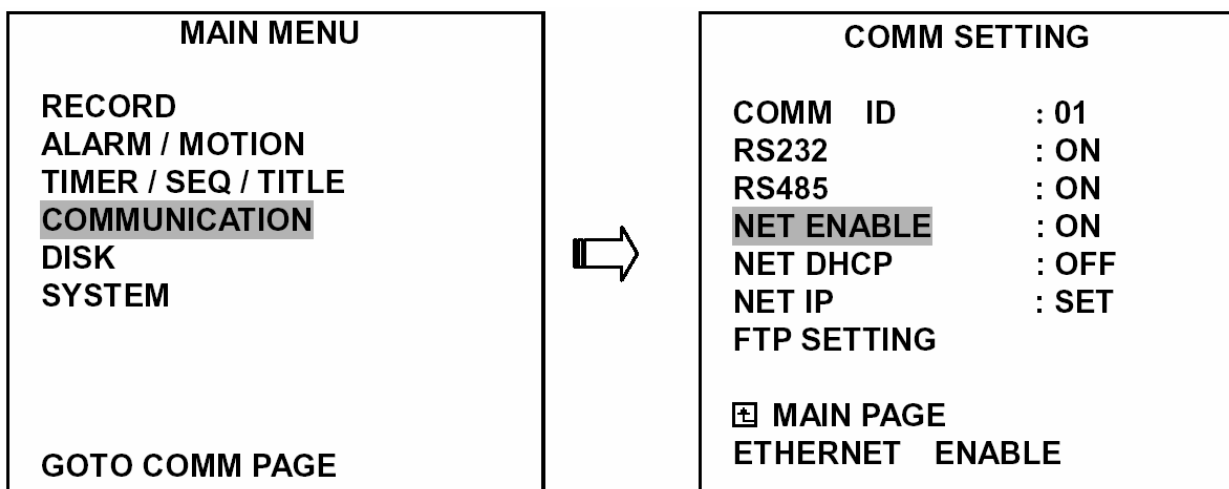 MAIN MENU
RECORD
ALARM / MOTION
TIMER / SEQ / TITLE
COMMUNICATION
DISK
SYSTEM
GOTO COMM PAGE
COMM SETTING
COMM ID : 01
RS232 : ON
RS485 : ON
NET ENABLE : ON
NET DHCP : OFF
NET IP : SET
FTP SETTING
MAIN PAGE
ETHERNET ENABLE